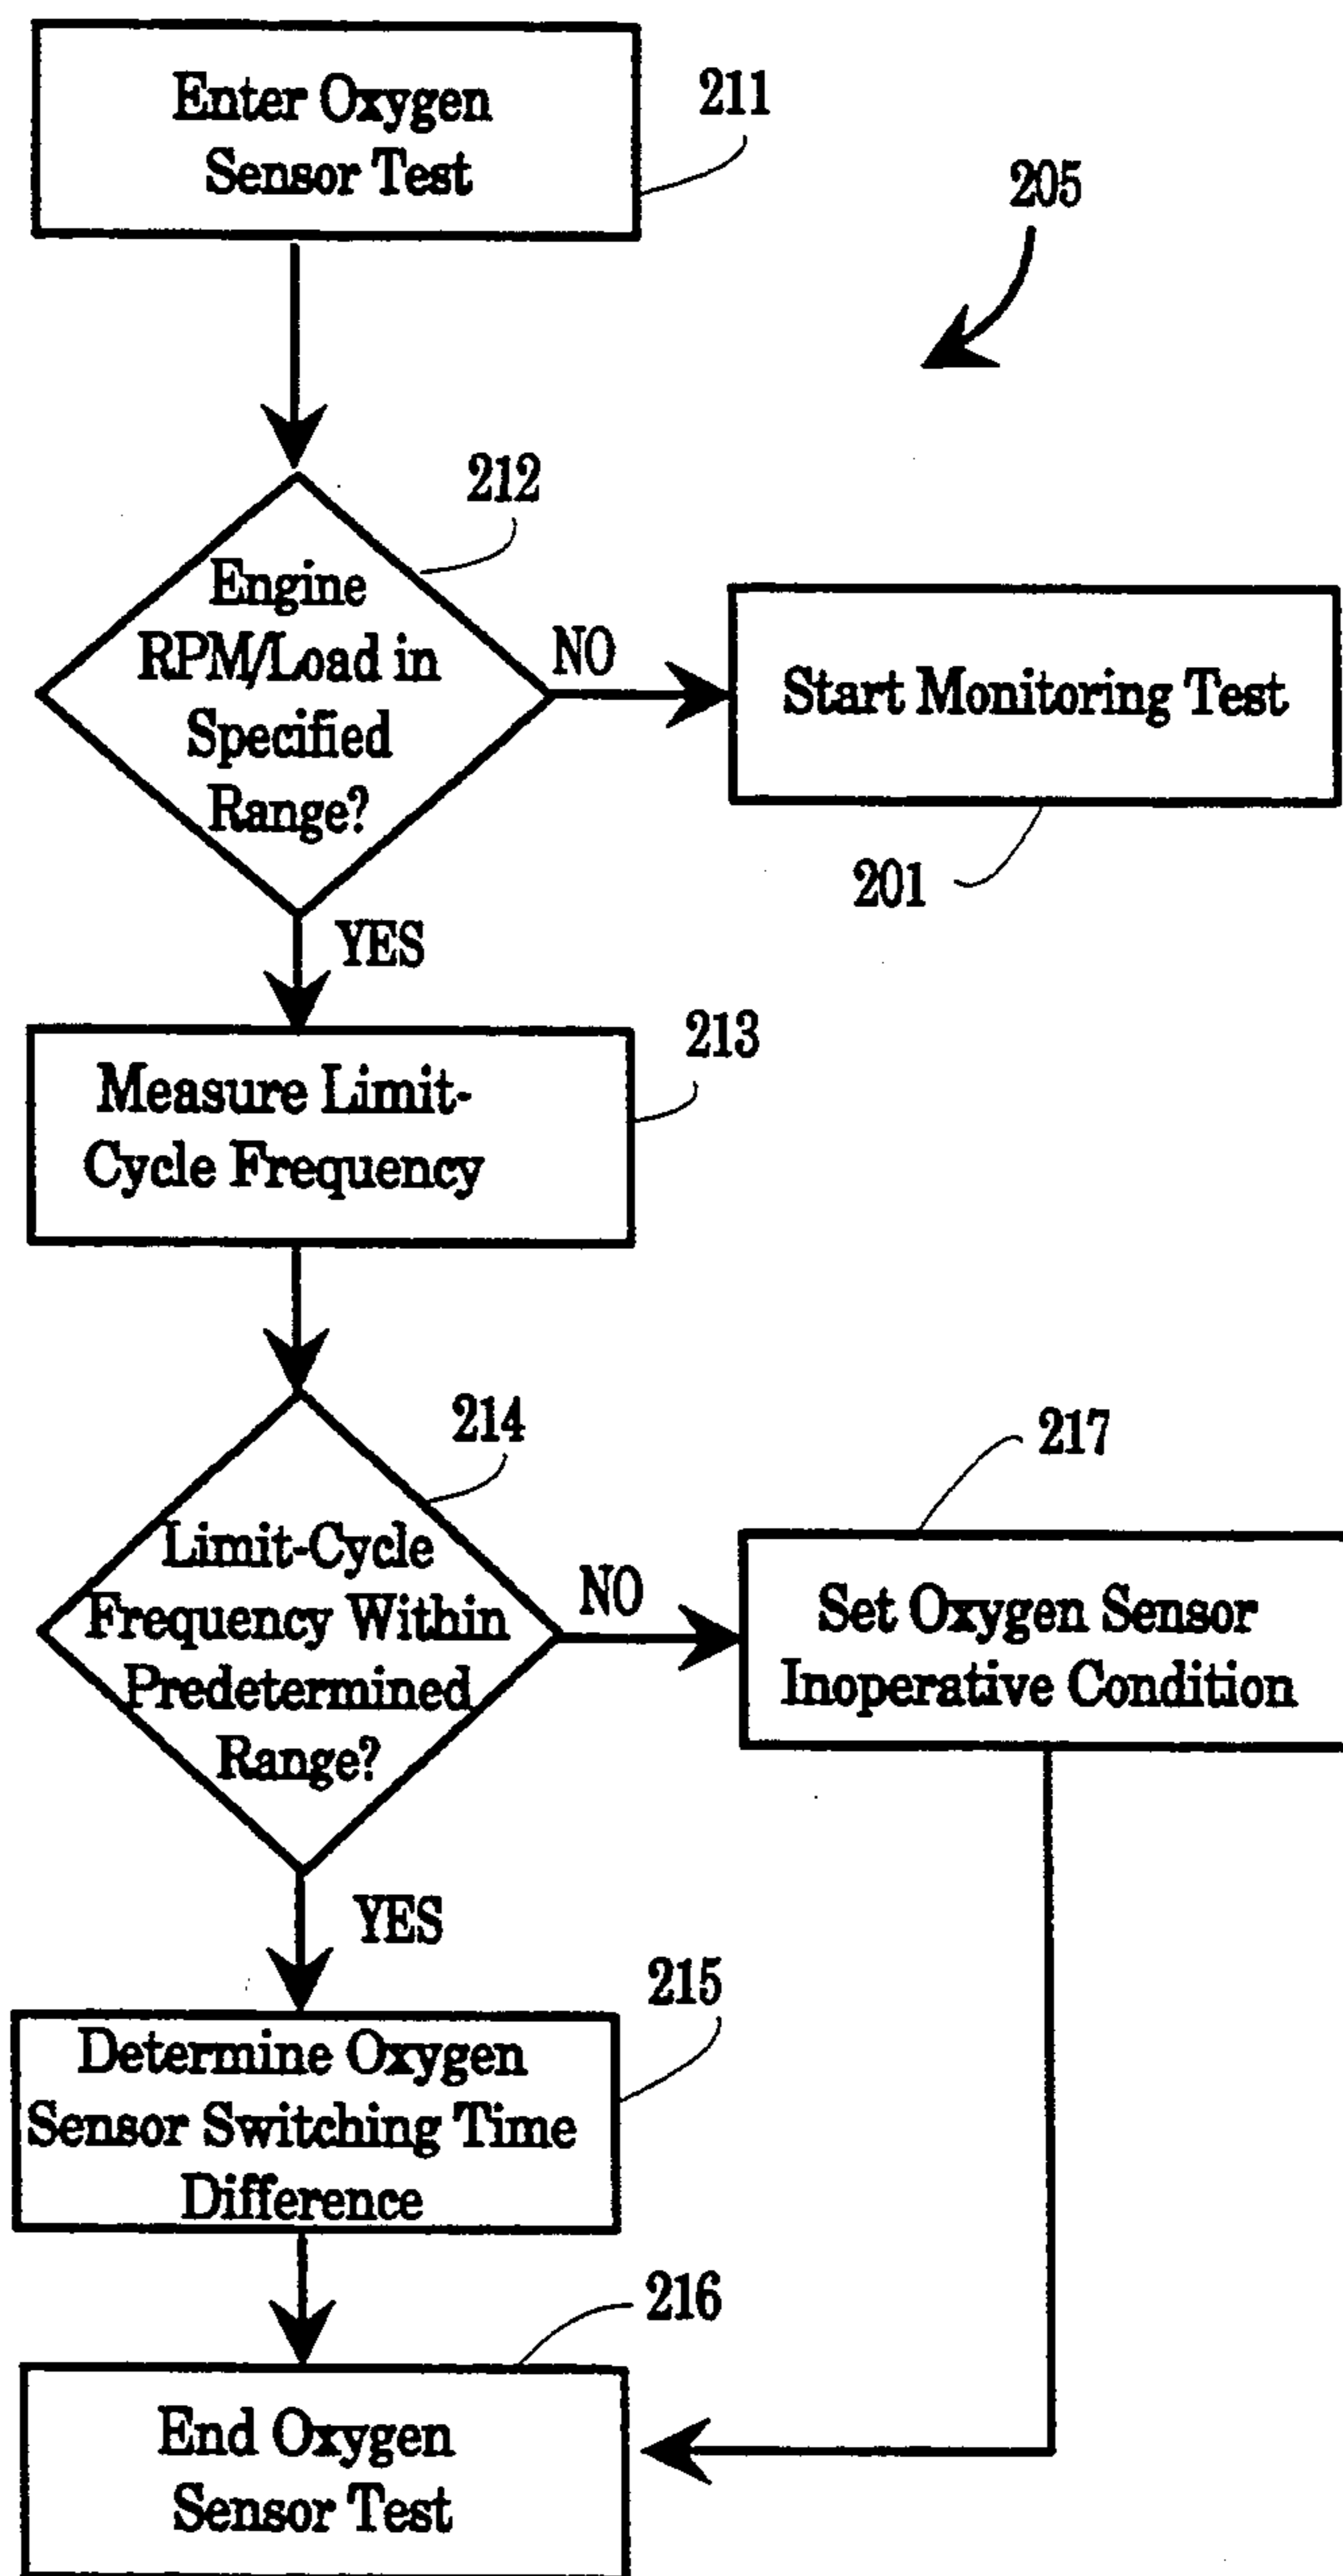 Enter Oxygen
Sensor Test
211
205
212
Engine
RPM/Load in
Specified
Range?
NO
Start Monitoring Test
201
YES
213
Measure Limit-
Cycle Frequency
214
Limit-Cycle
Frequency Within
Predetermined
Range?
NO
217
Set Oxygen Sensor
Inoperative Condition
YES
215
Determine Oxygen
Sensor Switching Time
Difference
216
End Oxygen
Sensor Test